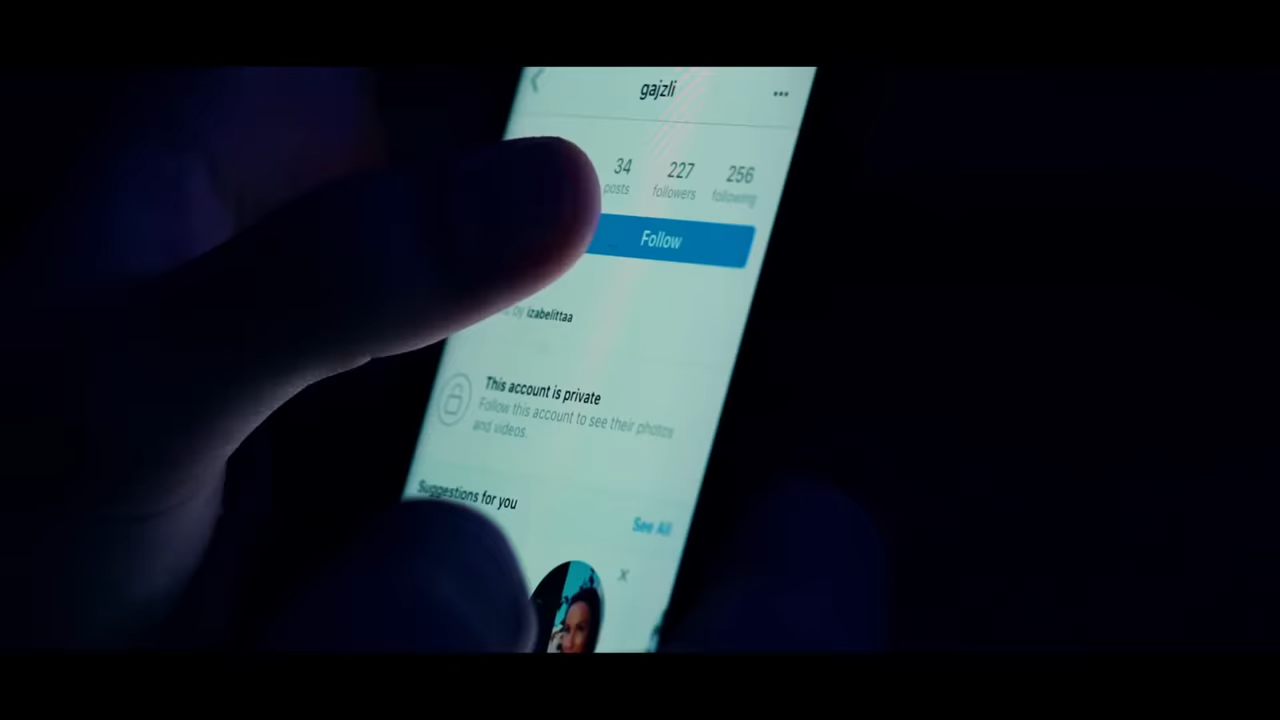 gajzli
34 227 256
posts followers following
Follow
by izabelittaa
This account is private
Follow this account to see their photos
and videos.
Suggestions for you
See All